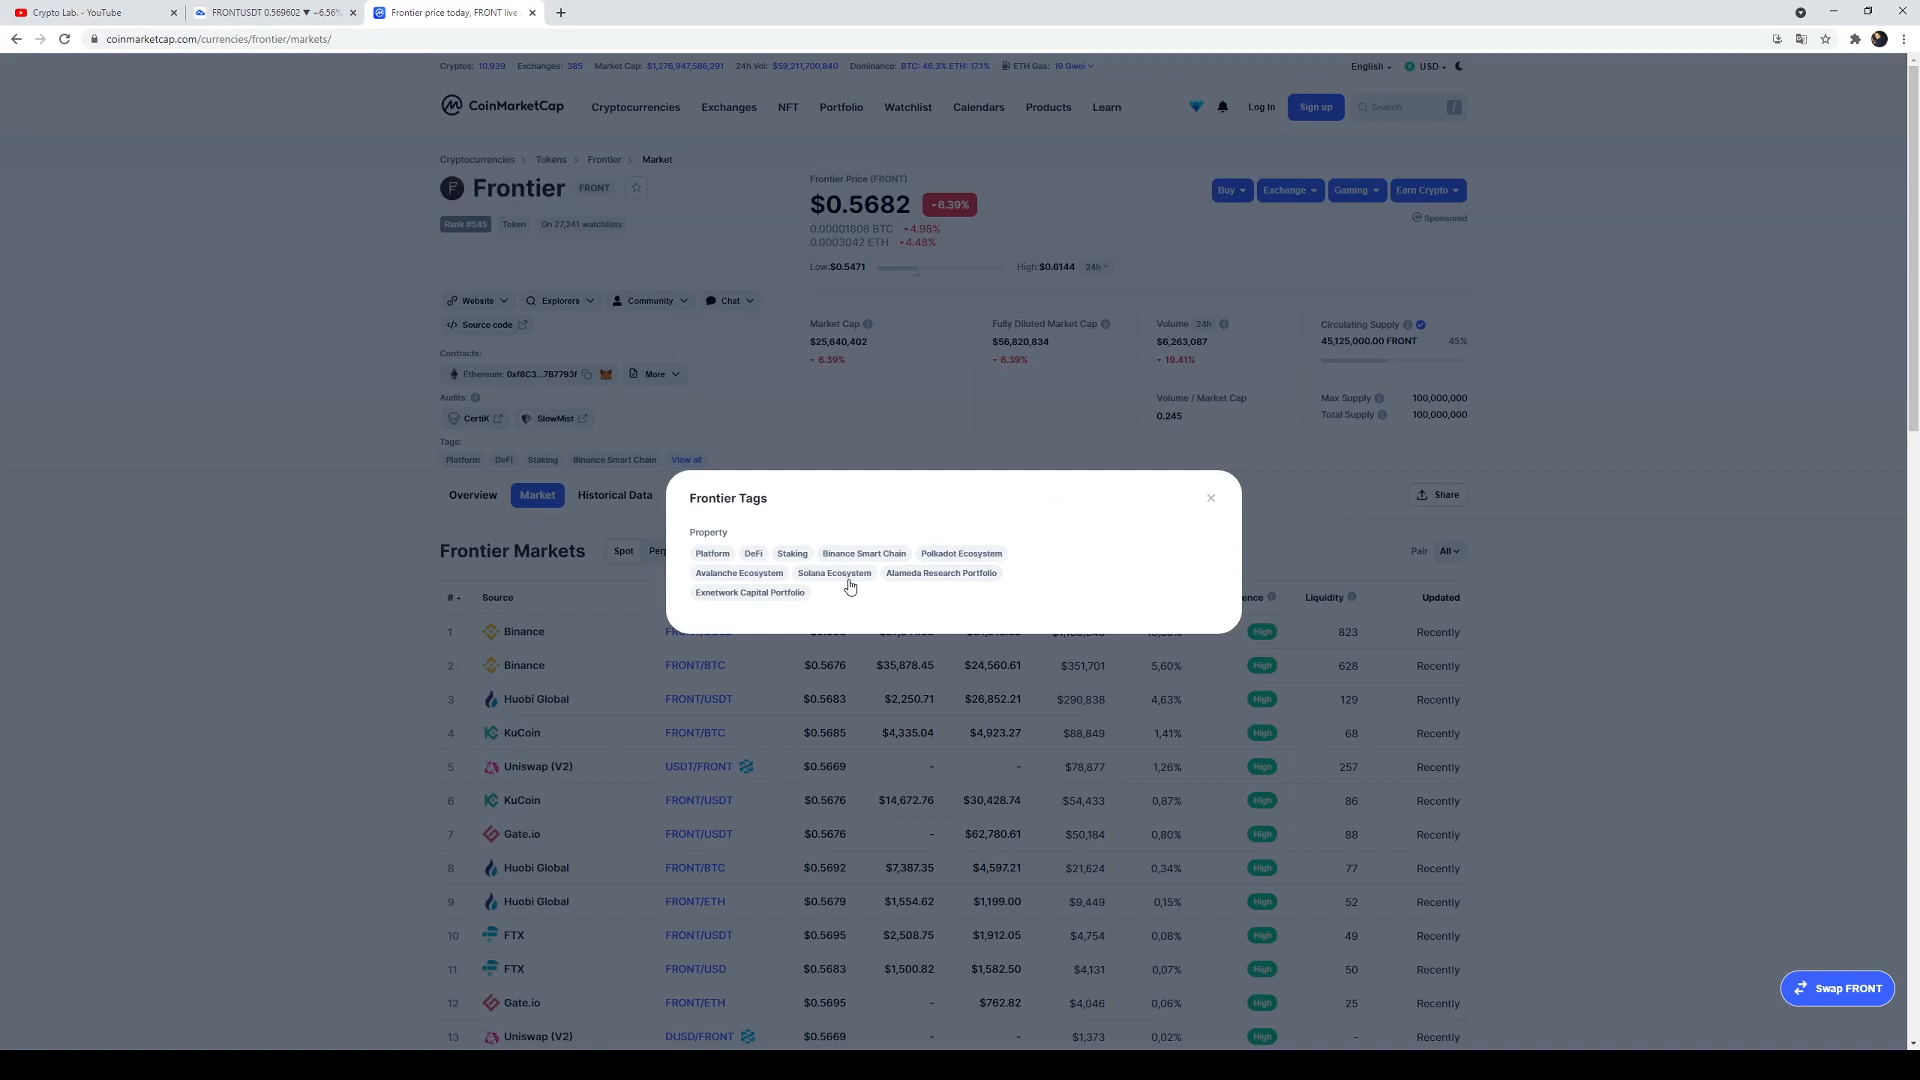 Crypto Lab. - YouTube
FRONTUSDT 0.569602 ▼ −6.56%
Frontier price today, FRONT live
coinmarketcap.com/currencies/frontier/markets/
Cryptos: 10,939 Exchanges: 385 Market Cap: $1,276,947,586,291 24h Vol: $59,211,700,840 Dominance: BTC: 46.3% ETH: 17.1% ETH Gas: 19 Gwei English USD
CoinMarketCap Cryptocurrencies Exchanges NFT Portfolio Watchlist Calendars Products Learn Log In Sign up Search /
Cryptocurrencies > Tokens > Frontier > Market
Frontier FRONT
Rank #545 Token On 27,241 watchlists
Website Explorers Community Chat
Source code
Contracts:
Ethereum: 0xf8C3...7B7793f More
Audits:
CertiK SlowMist
Tags:
Platform DeFi Staking Binance Smart Chain View all
Frontier Price (FRONT)
$0.5682 -6.39%
0.00001808 BTC -4.98%
0.0003042 ETH -4.48%
Low:$0.5471 High:$0.6144 24h
Buy Exchange Gaming Earn Crypto
Sponsored
Market Cap
$25,640,402
- 6.39%
Fully Diluted Market Cap
$56,820,834
- 6.39%
Volume 24h
$6,263,087
- 19.41%
Volume / Market Cap
0.245
Circulating Supply
45,125,000.00 FRONT 45%
Max Supply 100,000,000
Total Supply 100,000,000
Overview Market Historical Data Share
Frontier Tags
Property
Platform DeFi Staking Binance Smart Chain Polkadot Ecosystem
Avalanche Ecosystem Solana Ecosystem Alameda Research Portfolio
Exnetwork Capital Portfolio
Frontier Markets Spot Pair All
# Source Liquidity Updated
1 Binance High 823 Recently
2 Binance FRONT/BTC $0.5676 $35,878.45 $24,560.61 $351,701 5,60% High 628 Recently
3 Huobi Global FRONT/USDT $0.5683 $2,250.71 $26,852.21 $290,838 4,63% High 129 Recently
4 KuCoin FRONT/BTC $0.5685 $4,335.04 $4,923.27 $88,849 1,41% High 68 Recently
5 Uniswap (V2) USDT/FRONT $0.5669 - - $78,877 1,26% High 257 Recently
6 KuCoin FRONT/USDT $0.5676 $14,672.76 $30,428.74 $54,433 0,87% High 86 Recently
7 Gate.io FRONT/USDT $0.5676 - $62,780.61 $50,184 0,80% High 88 Recently
8 Huobi Global FRONT/BTC $0.5692 $7,387.35 $4,597.21 $21,624 0,34% High 77 Recently
9 Huobi Global FRONT/ETH $0.5679 $1,554.62 $1,199.00 $9,449 0,15% High 52 Recently
10 FTX FRONT/USDT $0.5695 $2,508.75 $1,912.05 $4,754 0,08% High 49 Recently
11 FTX FRONT/USD $0.5683 $1,500.82 $1,582.50 $4,131 0,07% High 50 Recently
12 Gate.io FRONT/ETH $0.5695 - $762.82 $4,046 0,06% High 25 Recently
13 Uniswap (V2) DUSD/FRONT $0.5669 - - $1,373 0,02% High - Recently
Swap FRONT